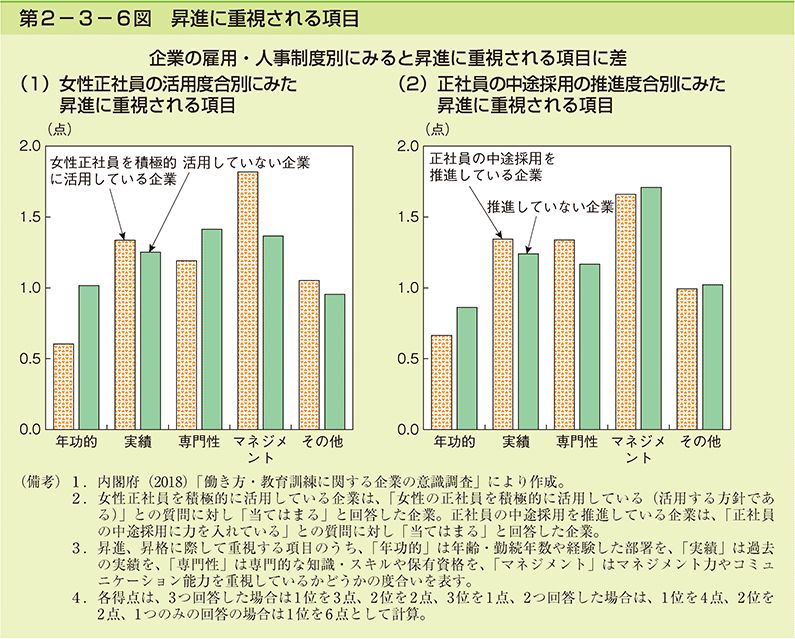 第2－3－6図　昇進に重視される項目
企業の雇用・人事制度別にみると昇進に重視される項目に差
（1）女性正社員の活用度合別にみた
昇進に重視される項目
（点）
2.0
1.5
1.0
0.5
0.0
女性正社員を積極的
に活用している企業
活用していない企業
年功的
実績
専門性
マネジメ
ント
その他
（2）正社員の中途採用の推進度合別にみた
昇進に重視される項目
（点）
2.0
1.5
1.0
0.5
0.0
正社員の中途採用を
推進している企業
推進していない企業
年功的
実績
専門性
マネジメ
ント
その他
（備考）1．内閣府（2018）「働き方・教育訓練に関する企業の意識調査」により作成。
2．女性正社員を積極的に活用している企業は、「女性の正社員を積極的に活用している（活用する方針であ
る）」との質問に対し「当てはまる」と回答した企業。正社員の中途採用を推進している企業は、「正社員
の中途採用に力を入れている」との質問に対し「当てはまる」と回答した企業。
3．昇進、昇格に際して重視する項目のうち、「年功的」は年齢・勤続年数や経験した部署を、「実績」は過去
の実績を、「専門性」は専門的な知識・スキルや保有資格を、「マネジメント」はマネジメント力やコミュ
ニケーション能力を重視しているかどうかの度合いを表す。
4．各得点は、3つ回答した場合は1位を3点、2位を2点、3位を1点、2つ回答した場合は、1位を4点、2位を
2点、1つのみの回答の場合は1位を6点として計算。